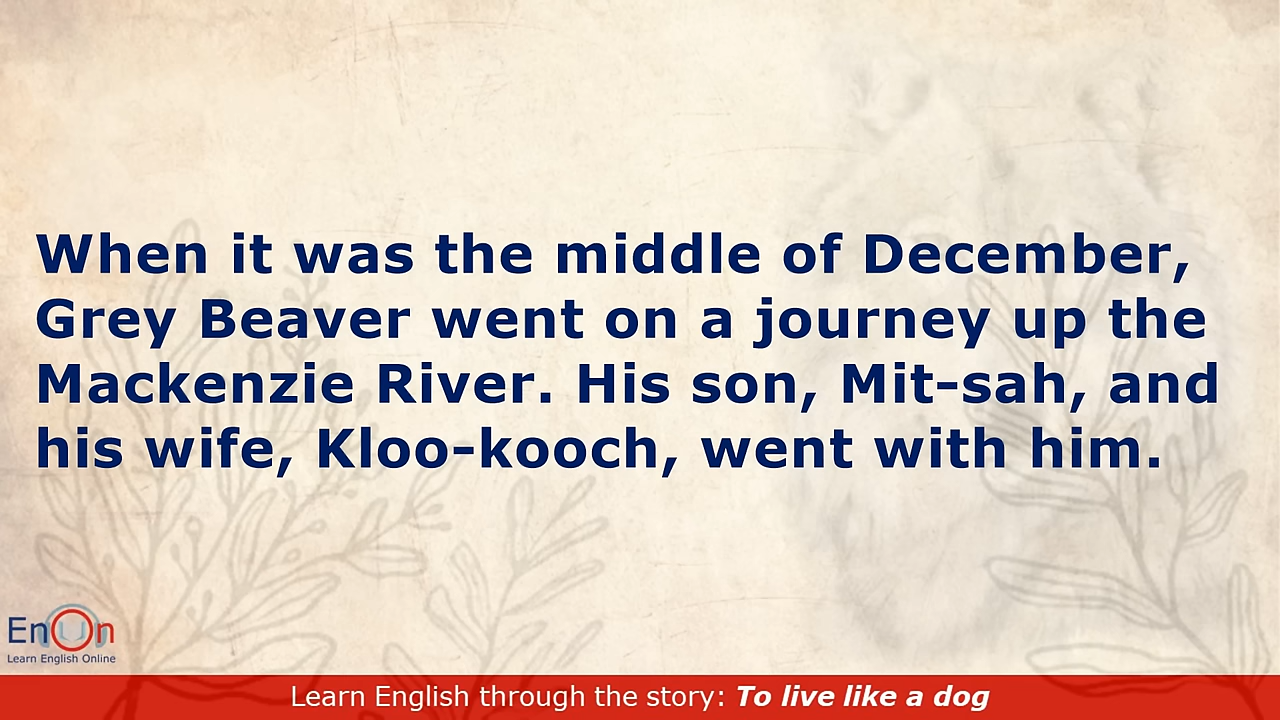 When it was the middle of December,
Grey Beaver went on a journey up the
Mackenzie River. His son, Mit-sah, and
his wife, Kloo-kooch, went with him.
EnOn
Learn English Online
Learn English through the story: To live like a dog